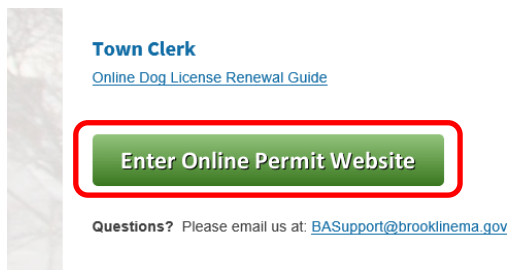 Town Clerk
Online Dog License Renewal Guide
Enter Online Permit Website
Questions? Please email us at: BASupport@brooklinema.gov